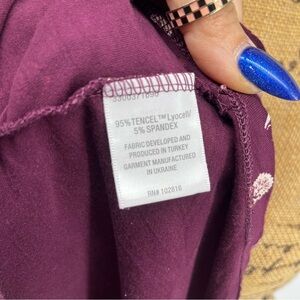 95% TENCEL™ Lyocell/
5% SPANDEX
FABRIC DEVELOPED AND
PRODUCED IN TURKEY
GARMENT MANUFACTURED
IN UKRAINE
RN# 102816